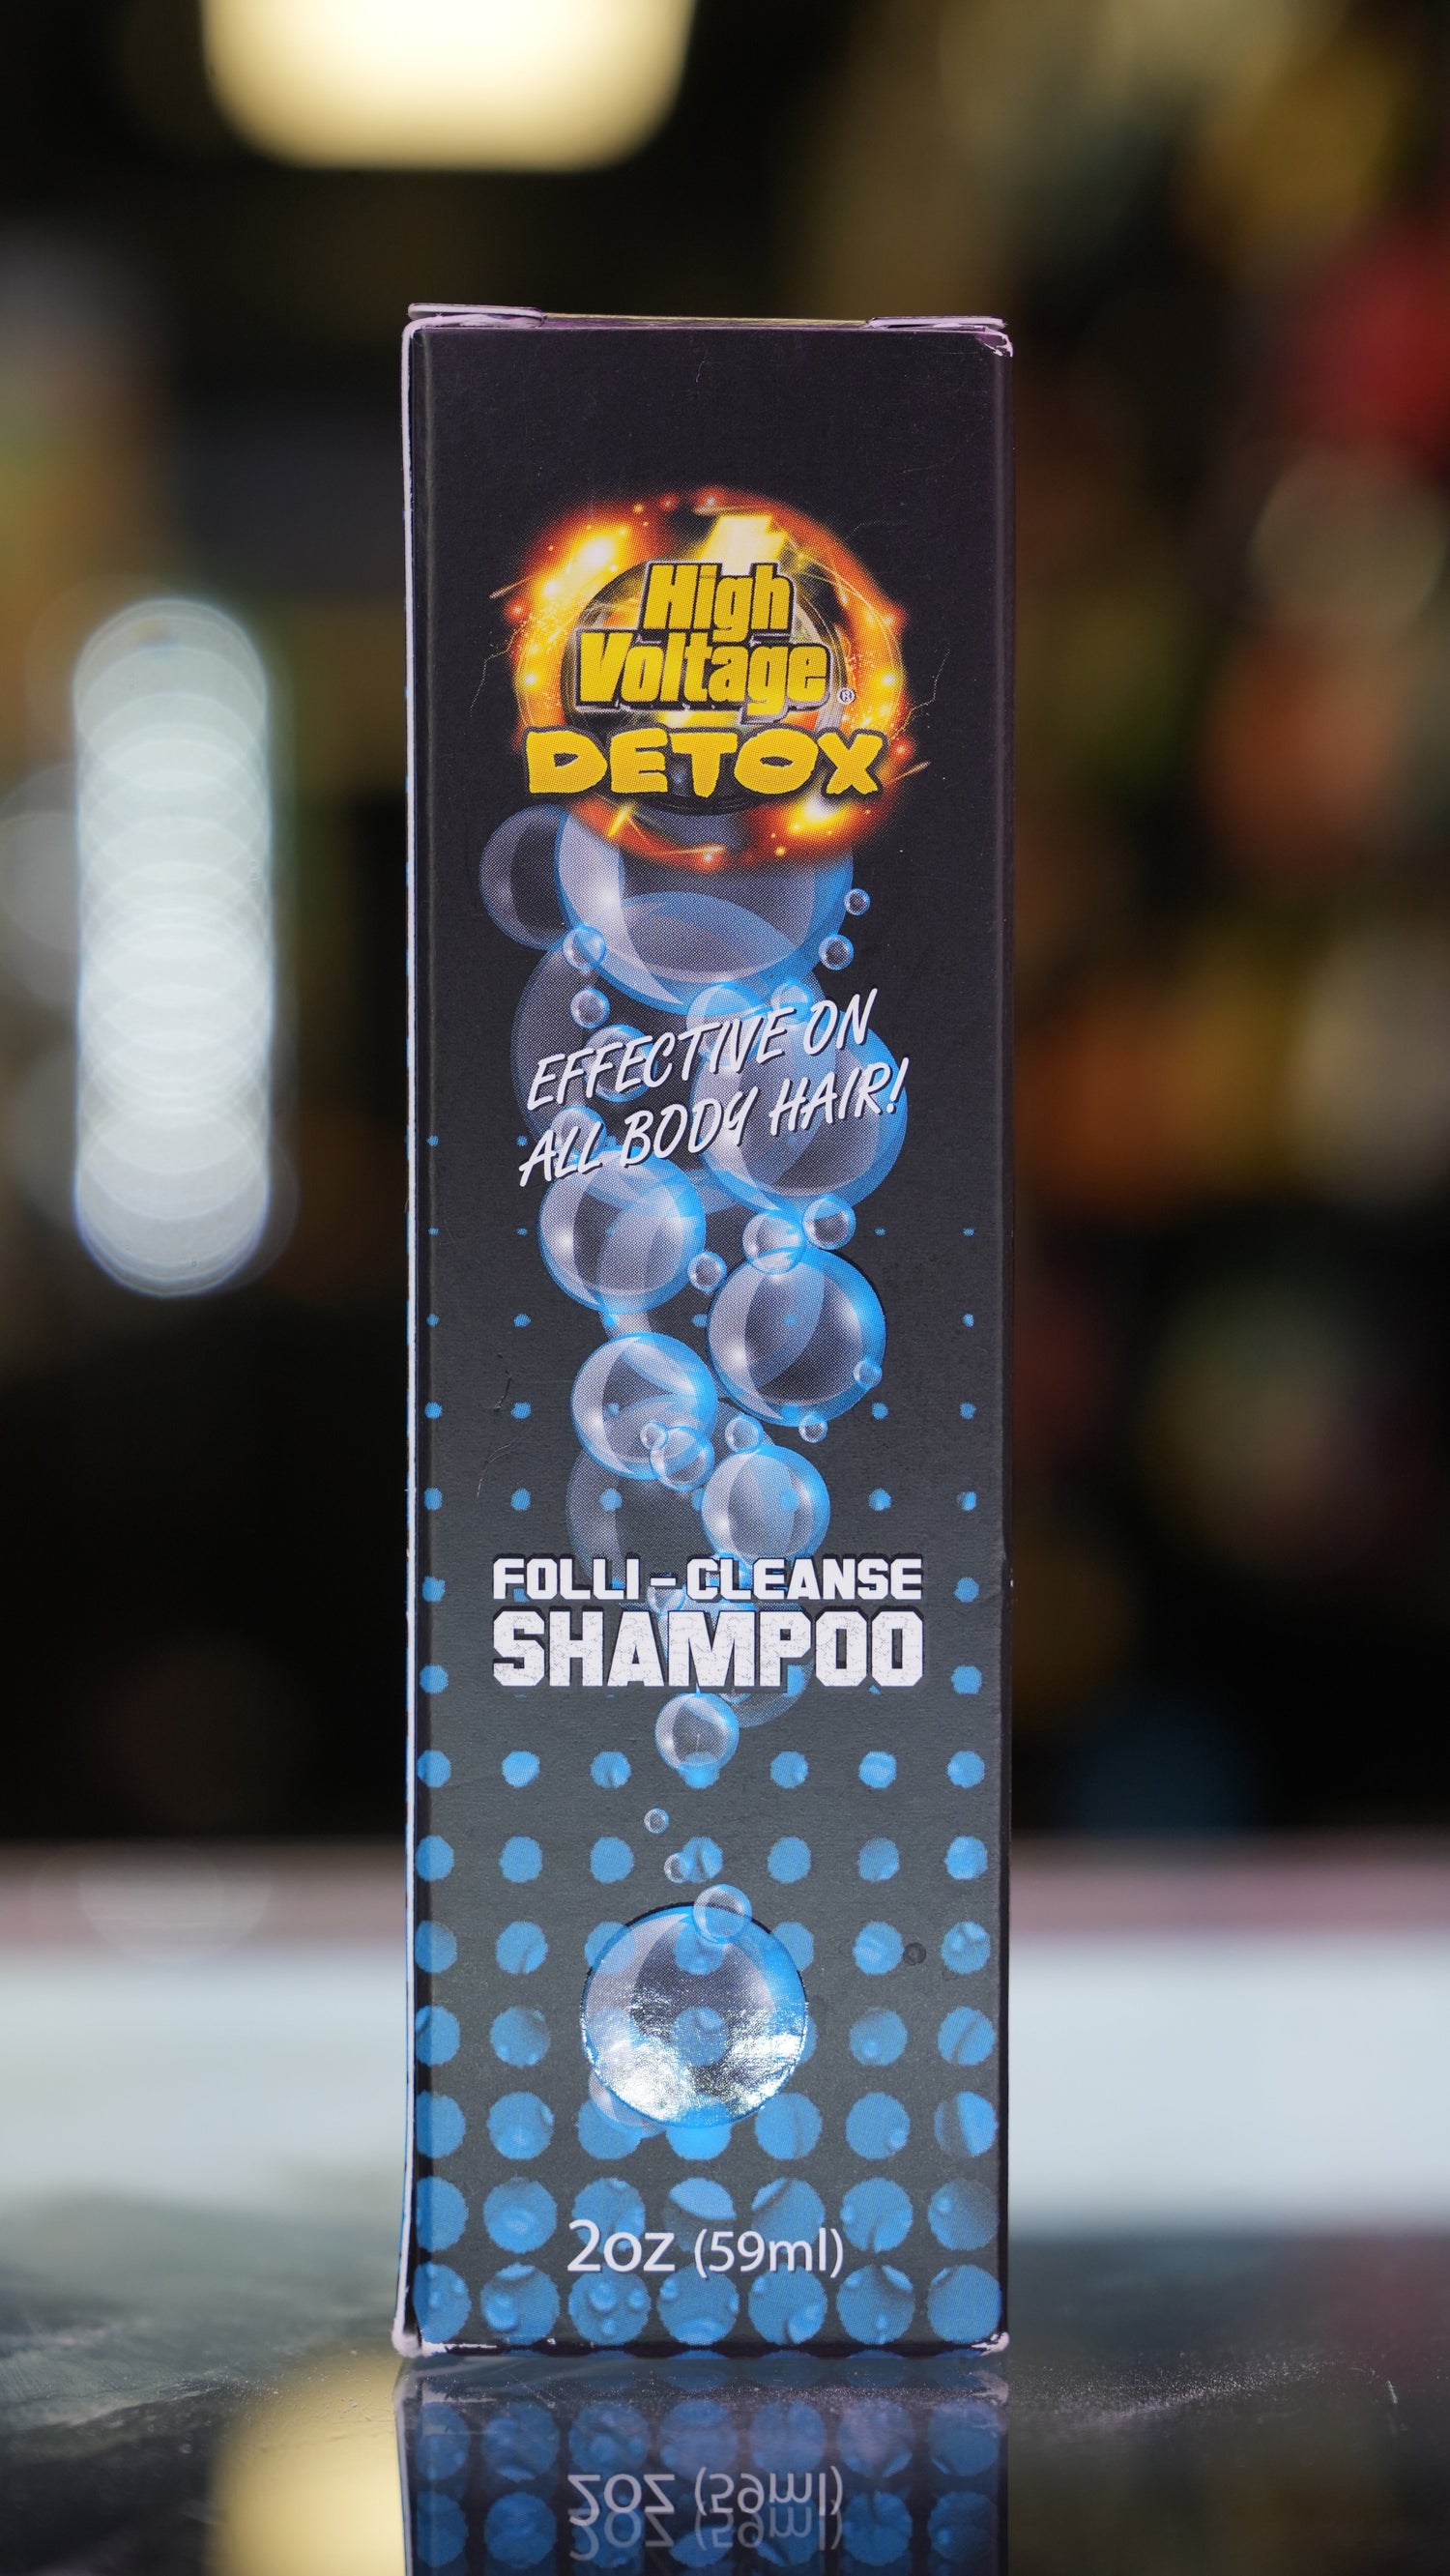 High
Voltage®
DETOX
EFFECTIVE ON
ALL BODY HAIR!
FOLLI-CLEANSE
SHAMPOO
2oz (59ml)